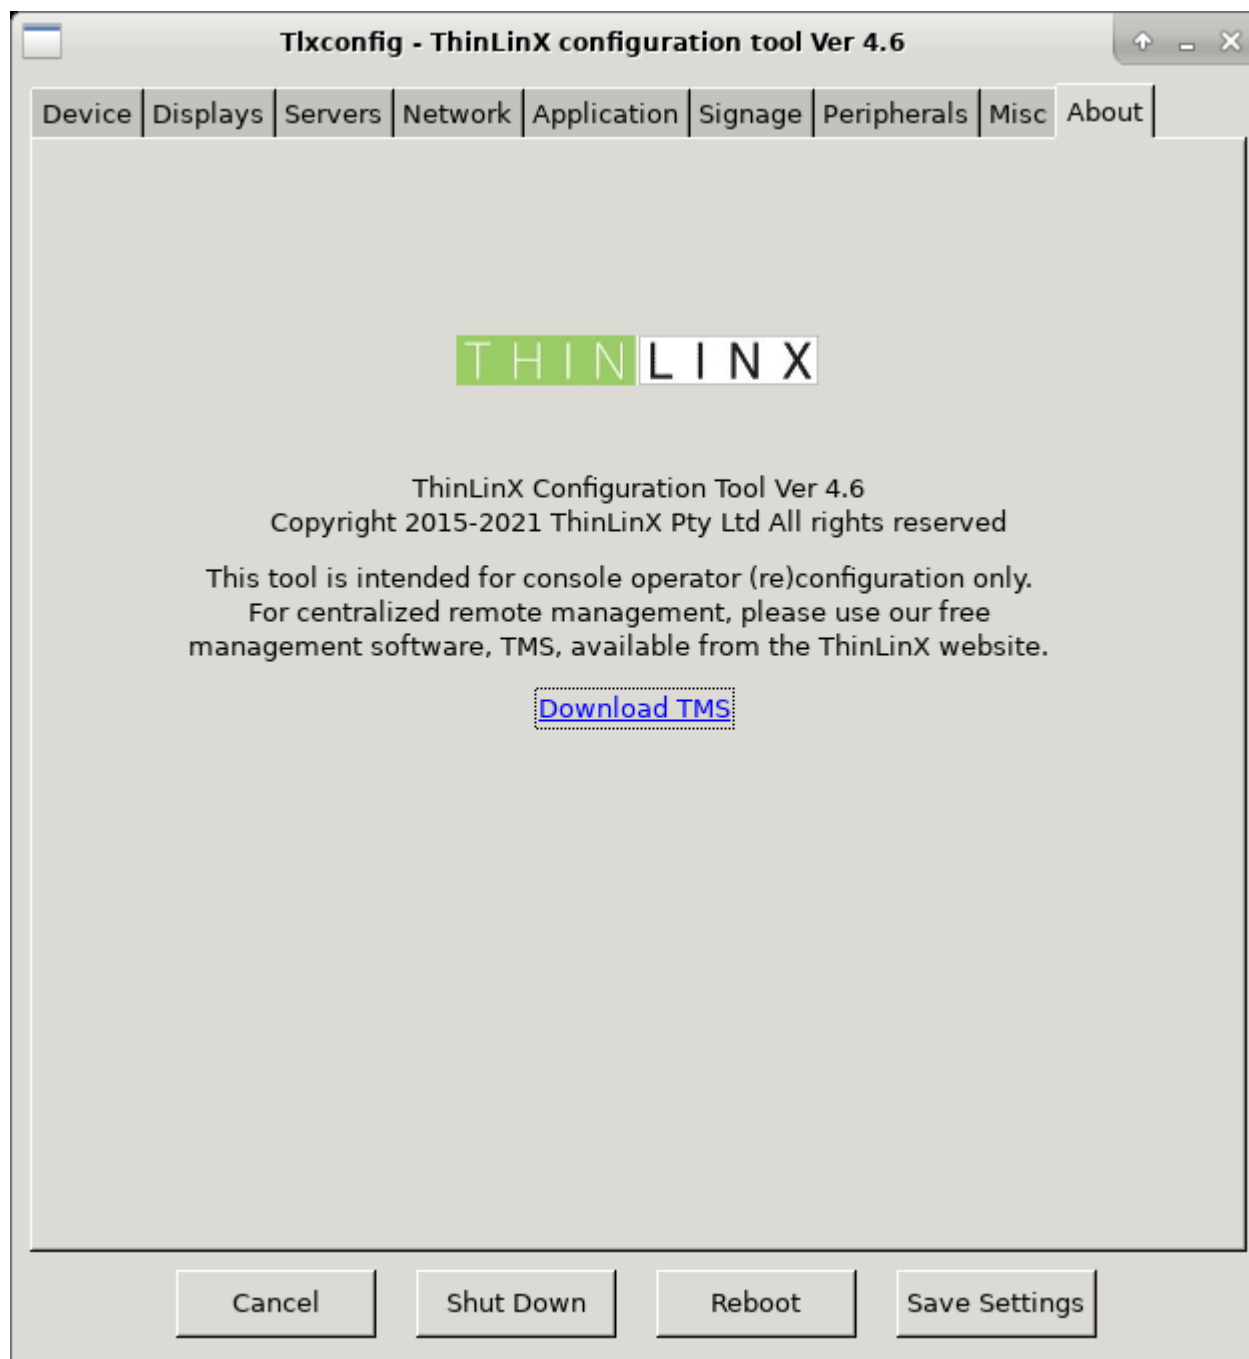 Tlxconfig - ThinLinX configuration tool Ver 4.6
Device Displays Servers Network Application Signage Peripherals Misc About
THINLINX
ThinLinX Configuration Tool Ver 4.6
Copyright 2015-2021 ThinLinX Pty Ltd All rights reserved
This tool is intended for console operator (re)configuration only.
For centralized remote management, please use our free
management software, TMS, available from the ThinLinX website.
Download TMS
Cancel Shut Down Reboot Save Settings